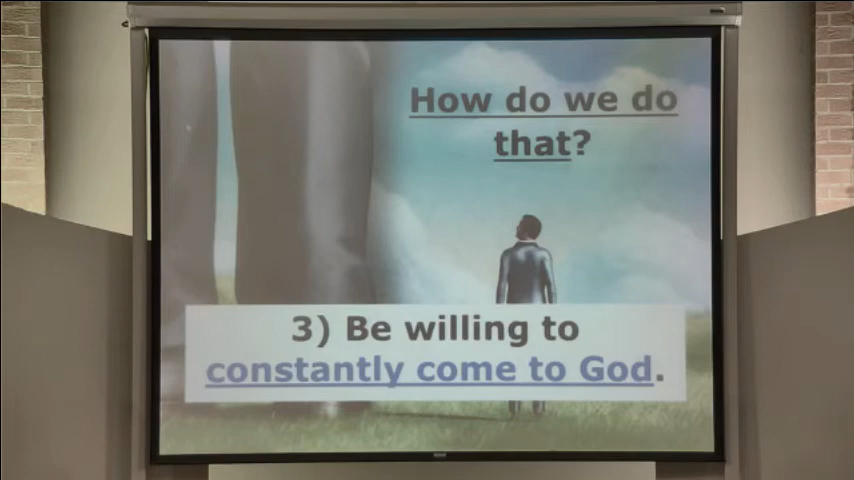 How do we do
that?
3) Be willing to
constantly come to God.